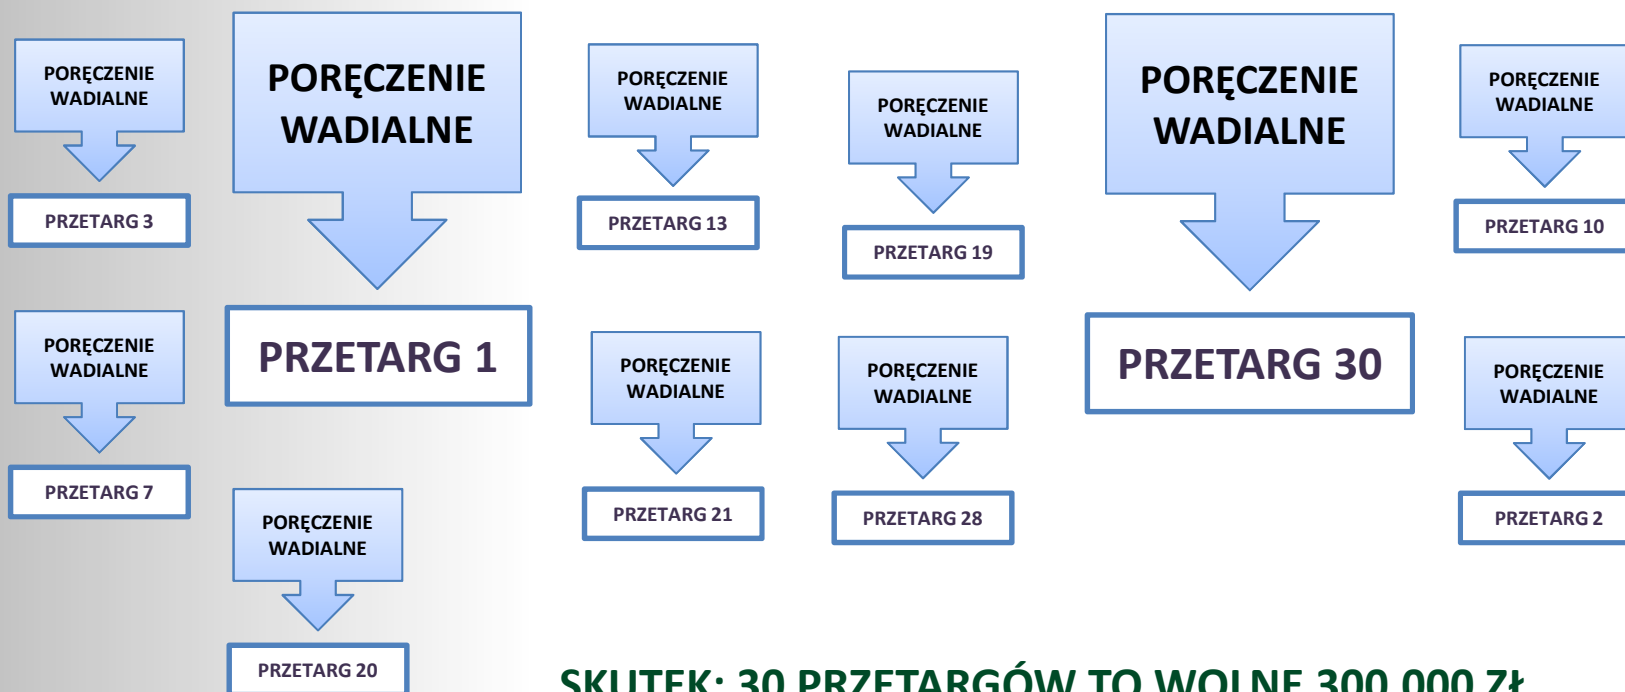 PORĘCZENIE
WADIALNE
PRZETARG 3
PORĘCZENIE
WADIALNE
PRZETARG 1
PORĘCZENIE
WADIALNE
PRZETARG 13
PORĘCZENIE
WADIALNE
PRZETARG 19
PORĘCZENIE
WADIALNE
PRZETARG 30
PORĘCZENIE
WADIALNE
PRZETARG 10
PORĘCZENIE
WADIALNE
PRZETARG 7
PORĘCZENIE
WADIALNE
PRZETARG 20
PORĘCZENIE
WADIALNE
PRZETARG 21
PORĘCZENIE
WADIALNE
PRZETARG 28
PORĘCZENIE
WADIALNE
PRZETARG 2
SKUTEK: 30 PRZETARGÓW TO WOLNE 300 000 ZŁ